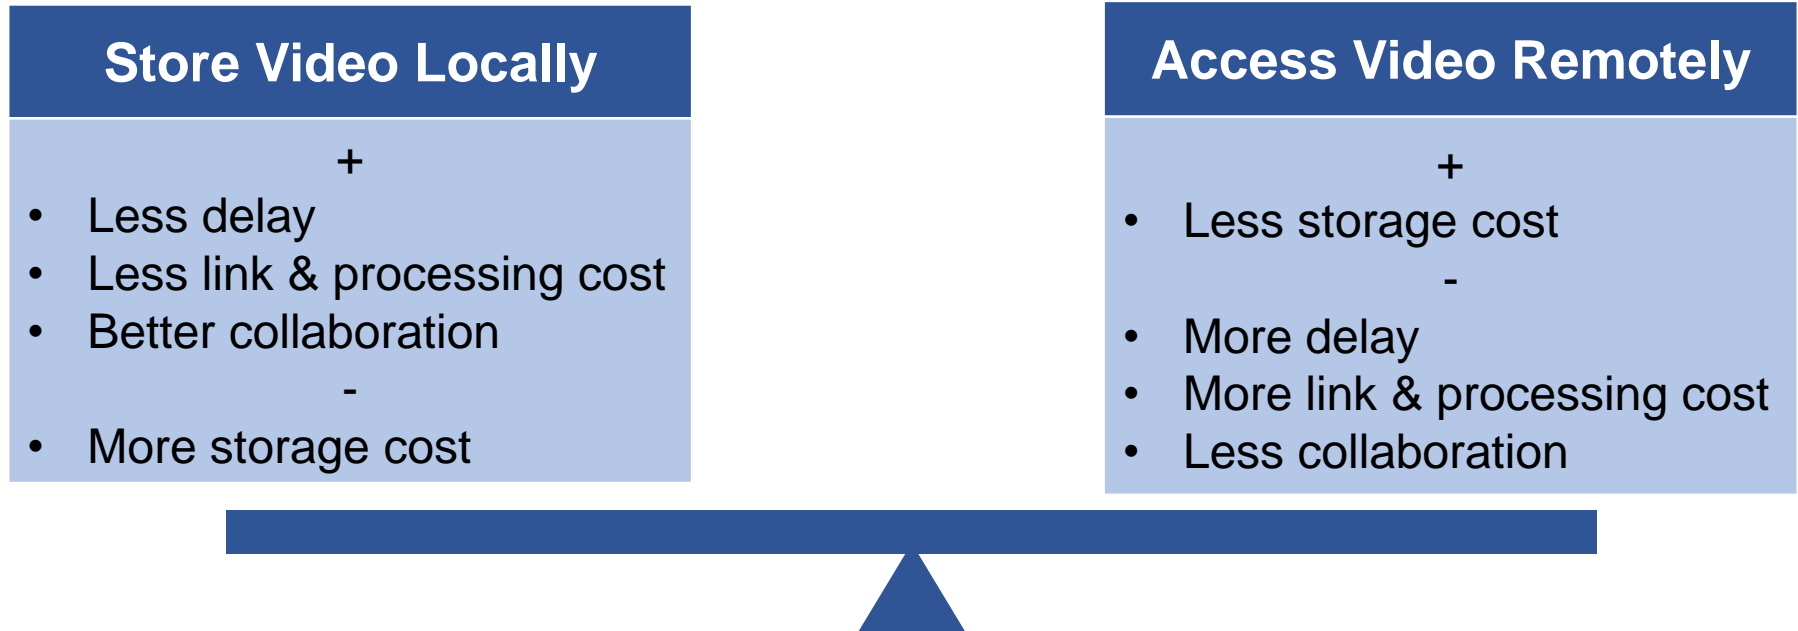 Store Video Locally
+
• Less delay
• Less link & processing cost
• Better collaboration
-
• More storage cost
Access Video Remotely
+
• Less storage cost
-
• More delay
• More link & processing cost
• Less collaboration